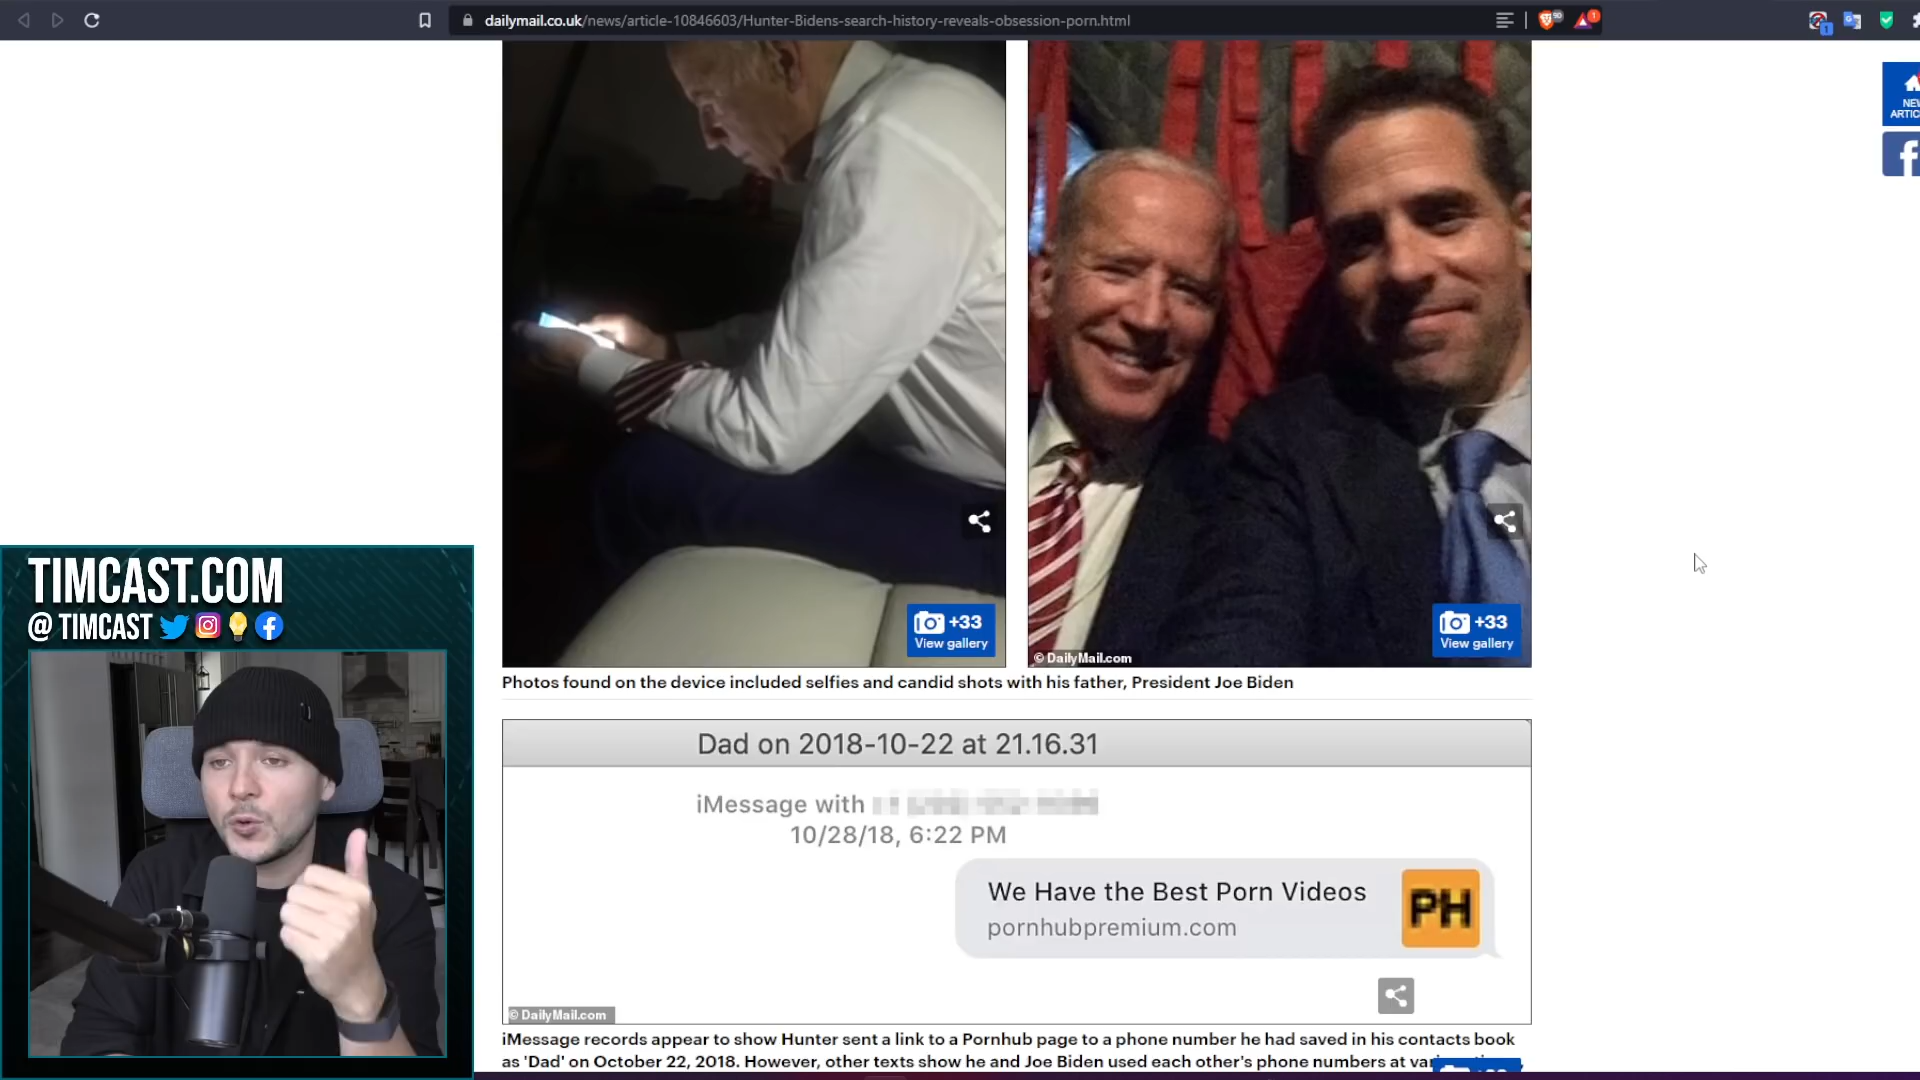 dailymail.co.uk/news/article-10846603/Hunter-Bidens-search-history-reveals-obsession-porn.html
+33
View gallery
+33
View gallery
© DailyMail.com
Photos found on the device included selfies and candid shots with his father, President Joe Biden
Dad on 2018-10-22 at 21.16.31
iMessage with
10/28/18, 6:22 PM
We Have the Best Porn Videos
pornhubpremium.com
PH
© DailyMail.com
iMessage records appear to show Hunter sent a link to a Pornhub page to a phone number he had saved in his contacts book
as 'Dad' on October 22, 2018. However, other texts show he and Joe Biden used each other's phone numbers at
TIMCAST.COM
@ TIMCAST